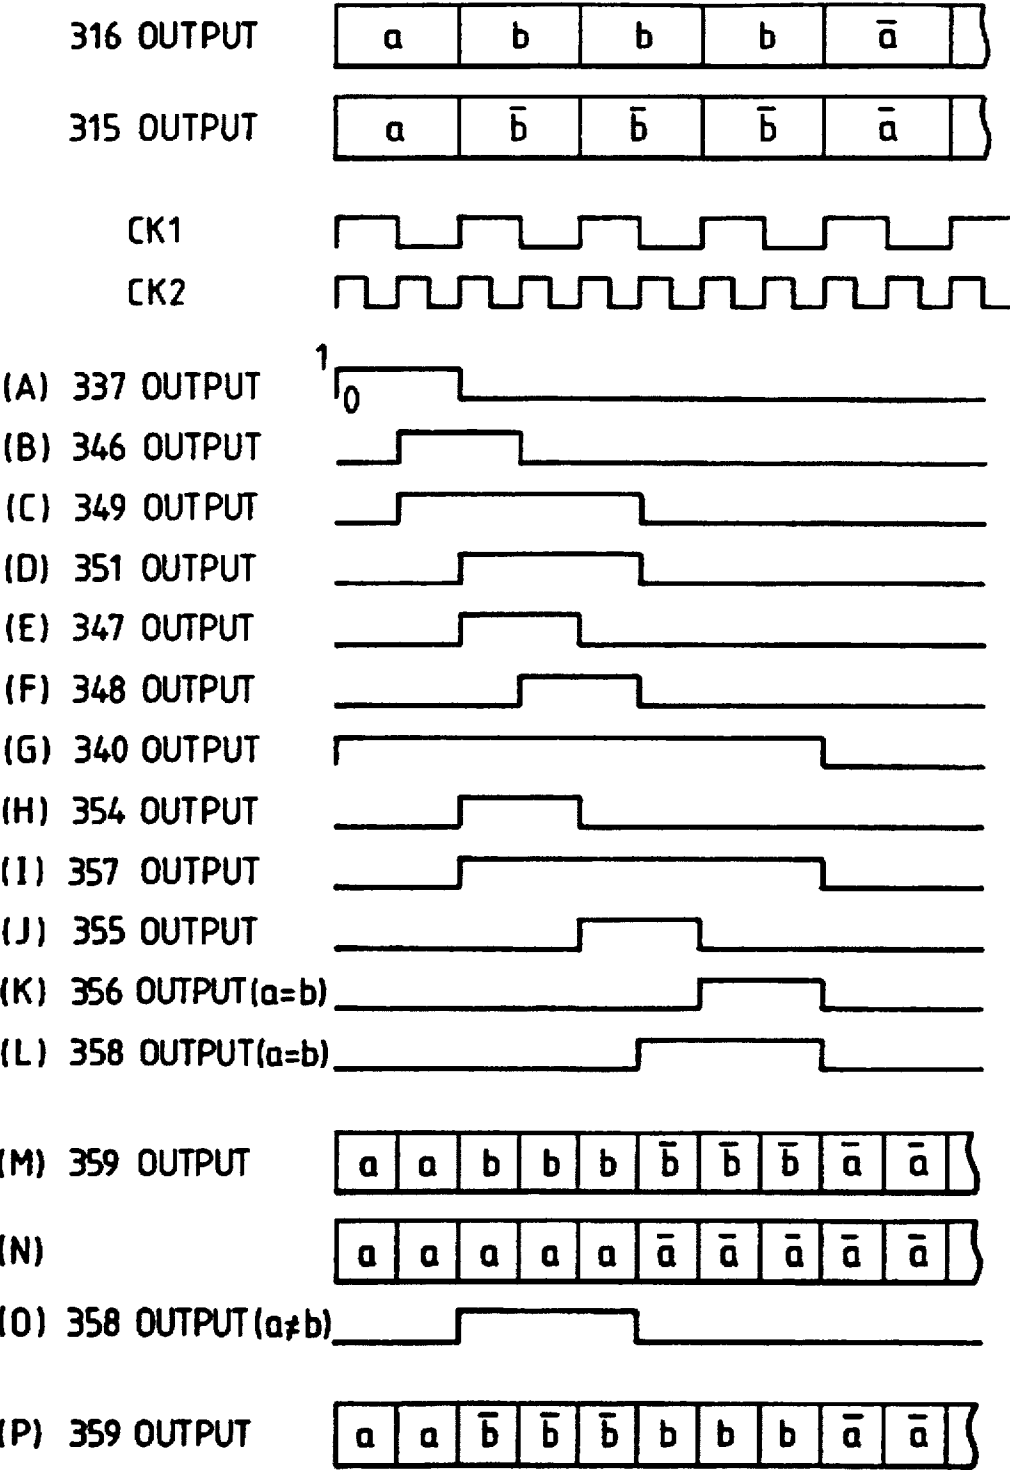 316 OUTPUT a b b b a̅
315 OUTPUT a b̅ b̅ b̅ a̅
CK1
CK2
(A) 337 OUTPUT 1 0
(B) 346 OUTPUT
(C) 349 OUTPUT
(D) 351 OUTPUT
(E) 347 OUTPUT
(F) 348 OUTPUT
(G) 340 OUTPUT
(H) 354 OUTPUT
(I) 357 OUTPUT
(J) 355 OUTPUT
(K) 356 OUTPUT(a=b)
(L) 358 OUTPUT(a=b)
(M) 359 OUTPUT a a b b b b̅ b̅ b̅ a̅ a̅
(N) a a a a a a̅ a̅ a̅ a̅ a̅
(O) 358 OUTPUT(a≠b)
(P) 359 OUTPUT a a b̅ b̅ b̅ b b b a̅ a̅